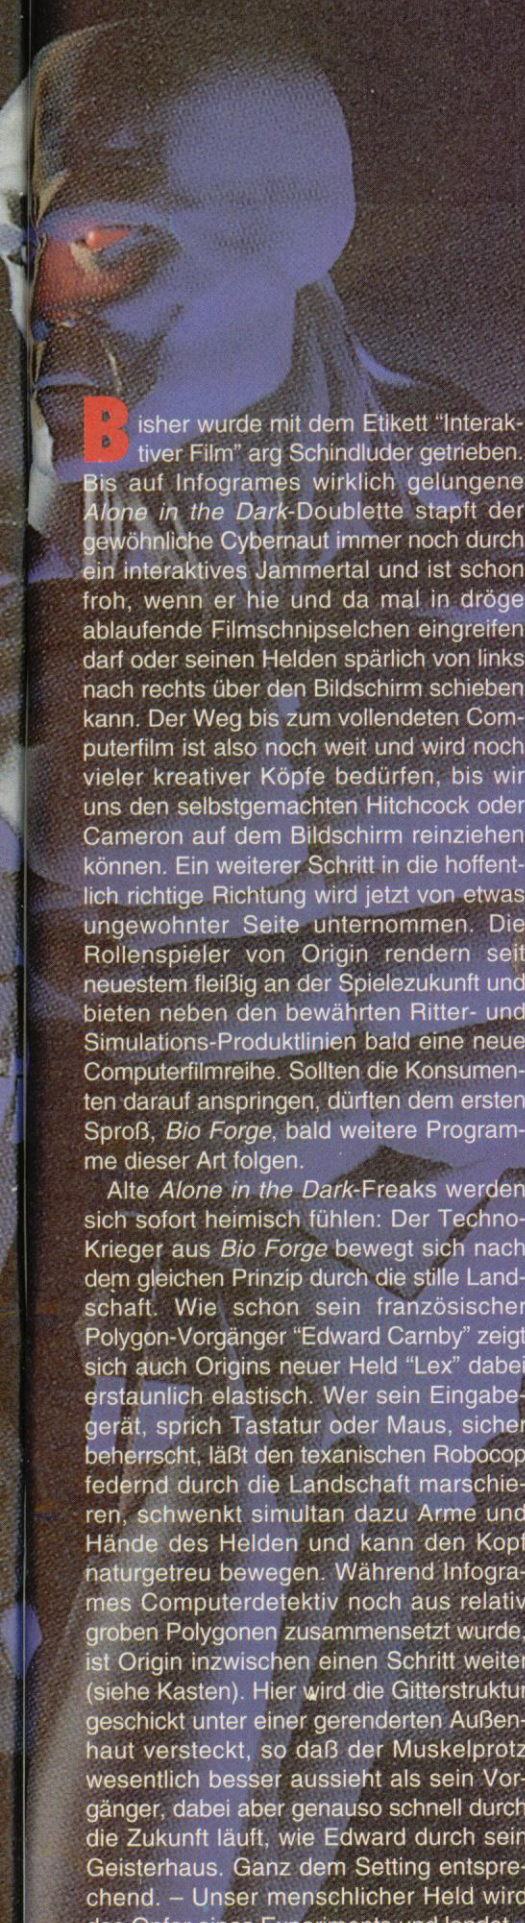 Bisher wurde mit dem Etikett “Interak-
tiver Film” arg Schindluder getrieben.
Bis auf Infogrames wirklich gelungene
Alone in the Dark-Doublette stapft der
gewöhnliche Cybernaut immer noch durch
ein interaktives Jammertal und ist schon
froh, wenn er hie und da mal in dröge
ablaufende Filmschnipselchen eingreifen
darf oder seinen Helden spärlich von links
nach rechts über den Bildschirm schieben
kann. Der Weg bis zum vollendeten Com-
puterfilm ist also noch weit und wird noch
vieler kreativer Köpfe bedürfen, bis wir
uns den selbstgemachten Hitchcock oder
Cameron auf dem Bildschirm reinziehen
können. Ein weiterer Schritt in die hoffent-
lich richtige Richtung wird jetzt von etwas
ungewohnter Seite unternommen. Die
Rollenspieler von Origin rendern seit
neuestem fleißig an der Spielezukunft und
bieten neben den bewährten Ritter- und
Simulations-Produktlinien bald eine neue
Computerfilmreihe. Sollten die Konsumen-
ten darauf anspringen, dürften dem ersten
Sproß, Bio Forge, bald weitere Program-
me dieser Art folgen.
Alte Alone in the Dark-Freaks werden
sich sofort heimisch fühlen: Der Techno-
Krieger aus Bio Forge bewegt sich nach
dem gleichen Prinzip durch die stille Land-
schaft. Wie schon sein französischer
Polygon-Vorgänger “Edward Carnby” zeigt
sich auch Origins neuer Held “Lex” dabei
erstaunlich elastisch. Wer sein Eingabe-
gerät, sprich Tastatur oder Maus, sicher
beherrscht, läßt den texanischen Robocop
federnd durch die Landschaft marschie-
ren, schwenkt simultan dazu Arme und
Hände des Helden und kann den Kopf
naturgetreu bewegen. Während Infogra-
mes Computerdetektiv noch aus relativ
groben Polygonen zusammensetzt wurde,
ist Origin inzwischen einen Schritt weiter
(siehe Kasten). Hier wird die Gitterstruktur
geschickt unter einer gerenderten Außen-
haut versteckt, so daß der Muskelprotz
wesentlich besser aussieht als sein Vor-
gänger, dabei aber genauso schnell durch
die Zukunft läuft, wie Edward durch sein
Geisterhaus. Ganz dem Setting entspre-
chend. – Unser menschlicher Held wird